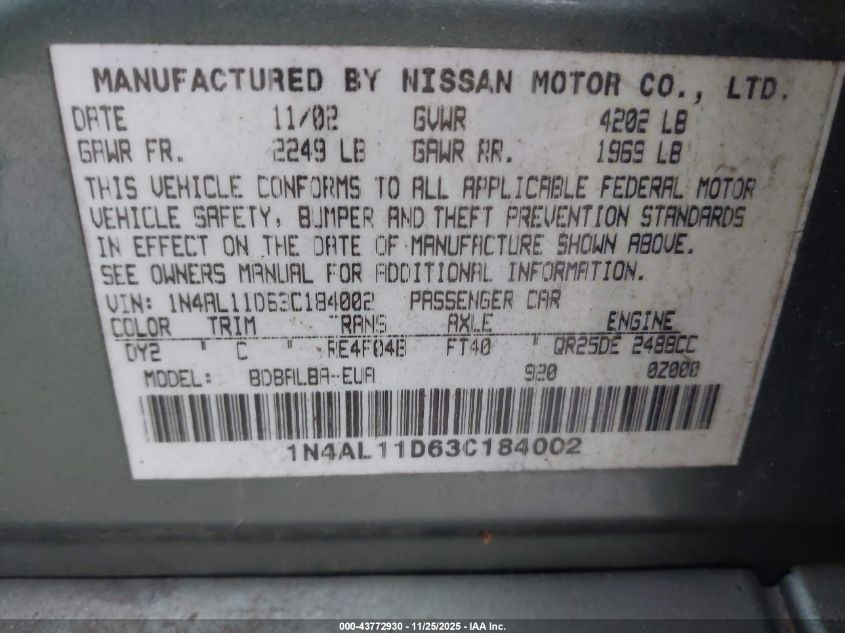 MANUFACTURED BY NISSAN MOTOR CO., LTD.
DATE 11/02 GVWR 4202 LB
GAWR FR. 2249 LB GAWR RR. 1969 LB
THIS VEHICLE CONFORMS TO ALL APPLICABLE FEDERAL MOTOR
VEHICLE SAFETY, BUMPER AND THEFT PREVENTION STANDARDS
IN EFFECT ON THE DATE OF MANUFACTURE SHOWN ABOVE.
SEE OWNERS MANUAL FOR ADDITIONAL INFORMATION.
VIN: 1N4AL11D63C184002 PASSENGER CAR
COLOR TRIM TRANS AXLE ENGINE
DY2 " C " RE4F04B FT40 " QR25DE 2488CC
MODEL: BDBALBA-EUA 920 0Z000
1N4AL11D63C184002
000-43772930 - 11/25/2025 - IAA Inc.